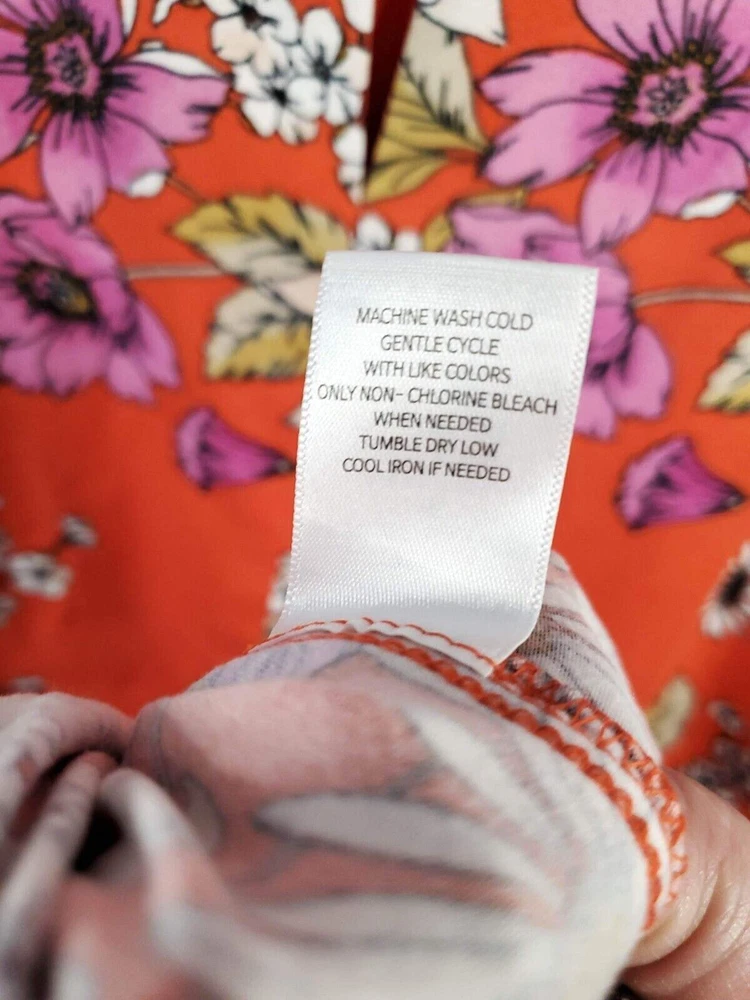 MACHINE WASH COLD
GENTLE CYCLE
WITH LIKE COLORS
ONLY NON- CHLORINE BLEACH
WHEN NEEDED
TUMBLE DRY LOW
COOL IRON IF NEEDED